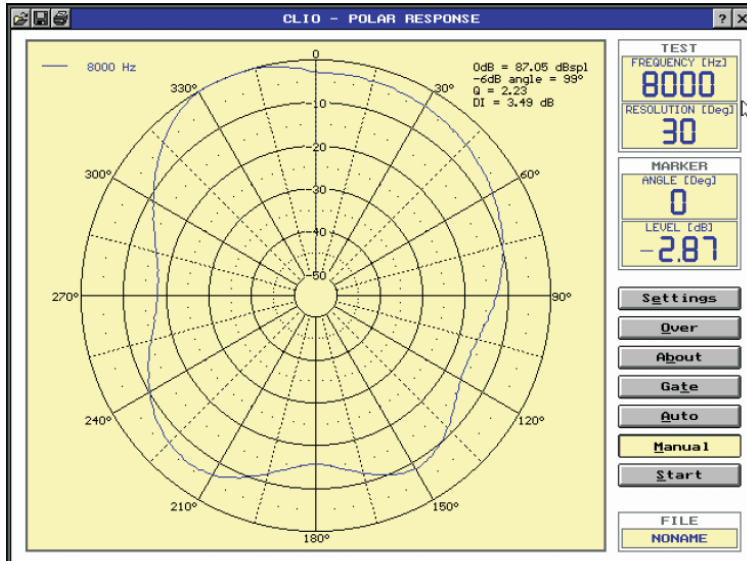 CLIO - POLAR RESPONSE
? X
8000 Hz
0dB = 87.05 dBspl
-6dB angle = 99°
Q = 2.23
DI = 3.49 dB
0
330°
30°
-10
300°
60°
-20
-30
-40
-50
270°
90°
240°
120°
210°
150°
180°
TEST
FREQUENCY [Hz]
8000
RESOLUTION [Deg]
30
MARKER
ANGLE [Deg]
0
LEVEL [dB]
-2.87
Settings
Over
About
Gate
Auto
Manual
Start
FILE
NONAME